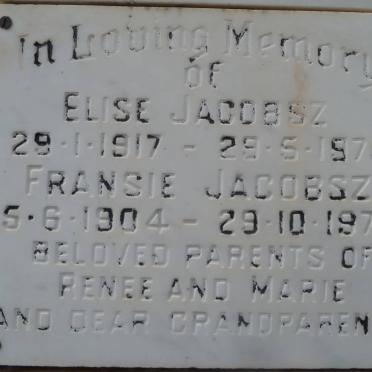 In Loving Memory
of
ELISE JACOBSZ
29·1·1917 - 29·5·197
FRANSIE JACOBSZ
5·6·1904 - 29·10·197
BELOVED PARENTS OF
RENEE AND MARIE
AND DEAR GRANDPAREN